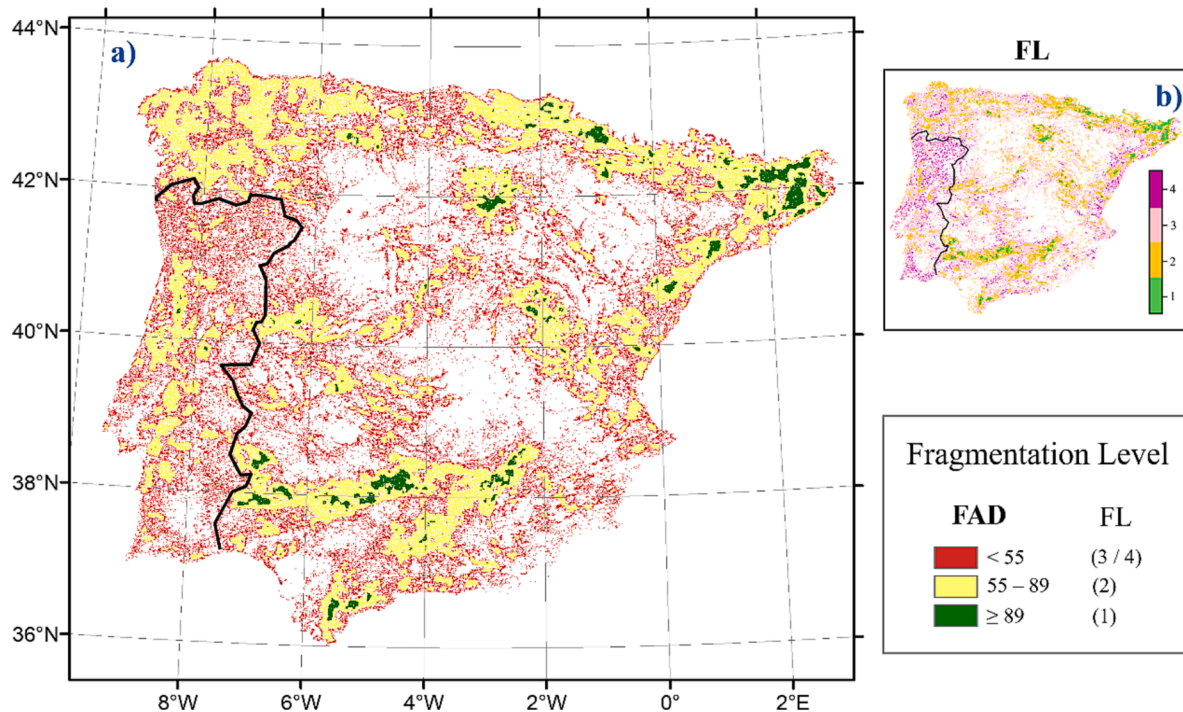 44°N
42°N
40°N
38°N
36°N
8°W 6°W 4°W 2°W 0° 2°E
a)
FL
b)
4
3
2
1
Fragmentation Level
FAD FL
< 55 (3 / 4)
55 – 89 (2)
≥ 89 (1)